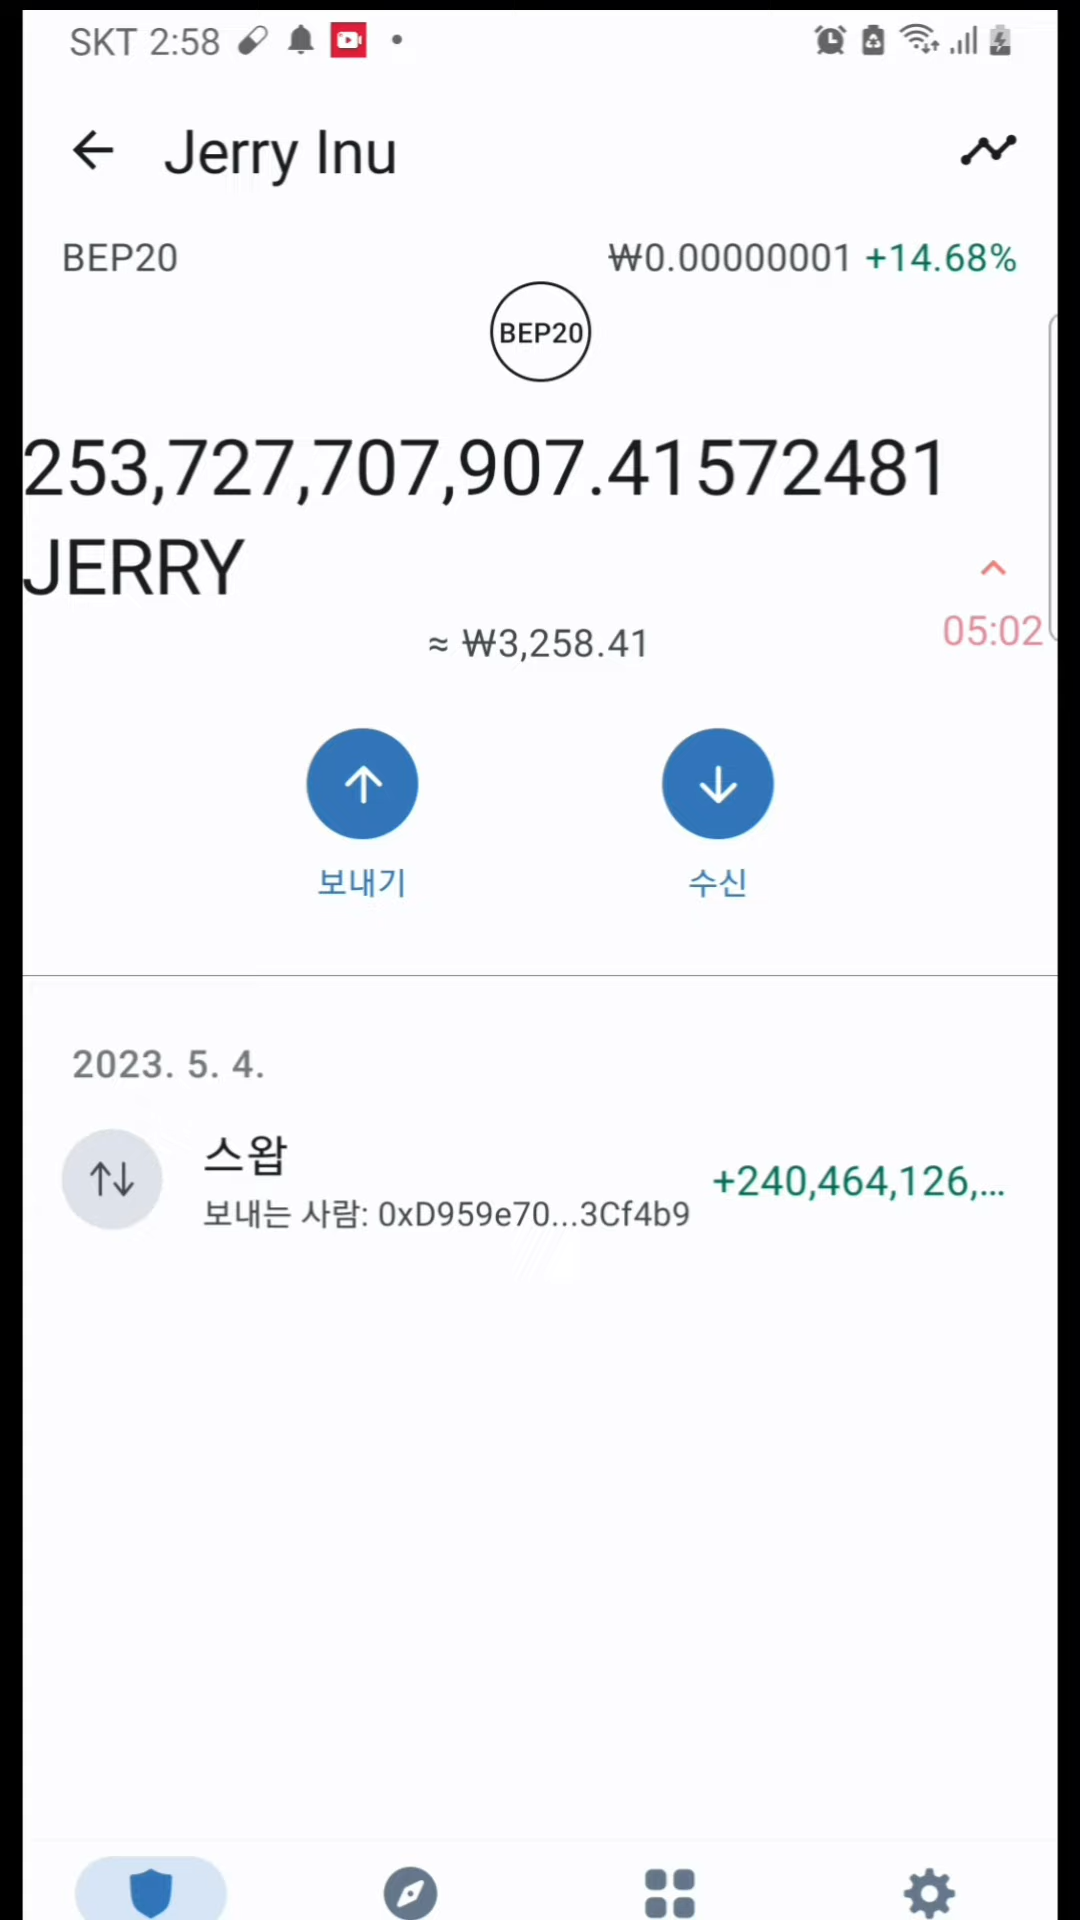 SKT 2:58
Jerry Inu
BEP20
₩0.00000001 +14.68%
BEP20
253,727,707,907.41572481
JERRY
05:02
≈ ₩3,258.41
보내기
수신
2023. 5. 4.
스왑
보내는 사람: 0xD959e70...3Cf4b9
+240,464,126,...